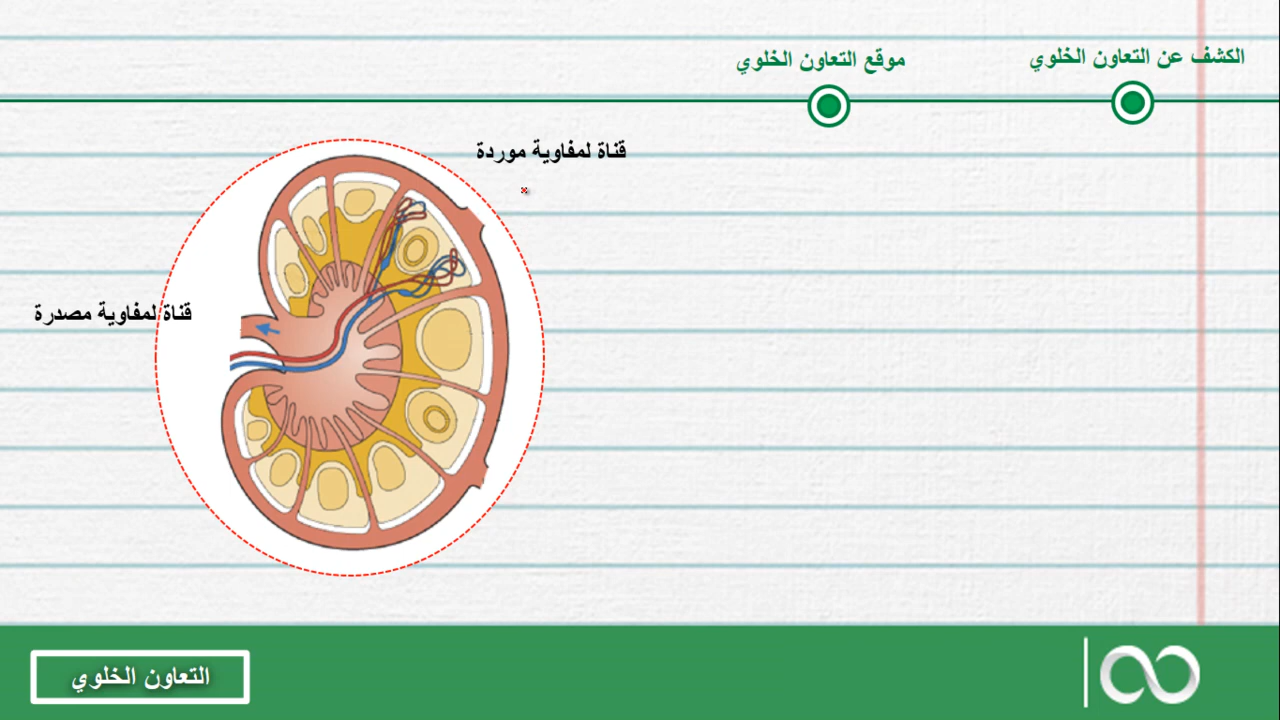 الكشف عن التعاون الخلوي
موقع التعاون الخلوي
قناة لمفاوية موردة
قناة لمفاوية مصدرة
التعاون الخلوي